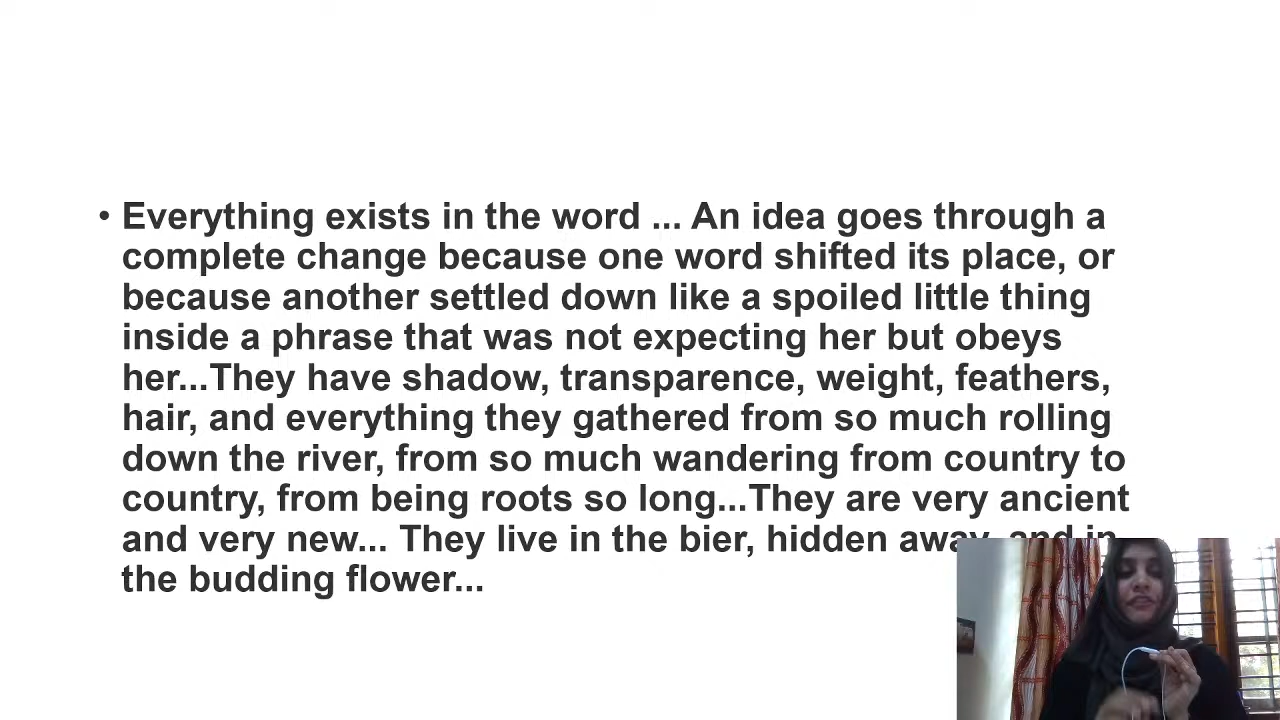 • Everything exists in the word ... An idea goes through a
complete change because one word shifted its place, or
because another settled down like a spoiled little thing
inside a phrase that was not expecting her but obeys
her...They have shadow, transparence, weight, feathers,
hair, and everything they gathered from so much rolling
down the river, from so much wandering from country to
country, from being roots so long...They are very ancient
and very new... They live in the bier, hidden away, and in
the budding flower...